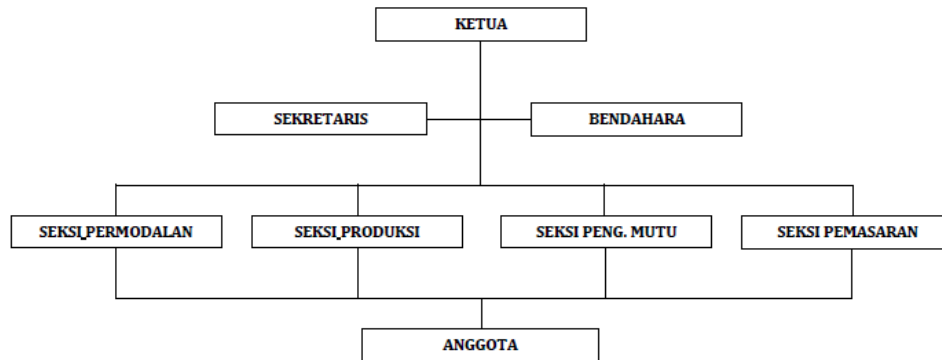 KETUA
SEKRETARIS
BENDAHARA
SEKSI PERMODALAN
SEKSI PRODUKSI
SEKSI PENG. MUTU
SEKSI PEMASARAN
ANGGOTA